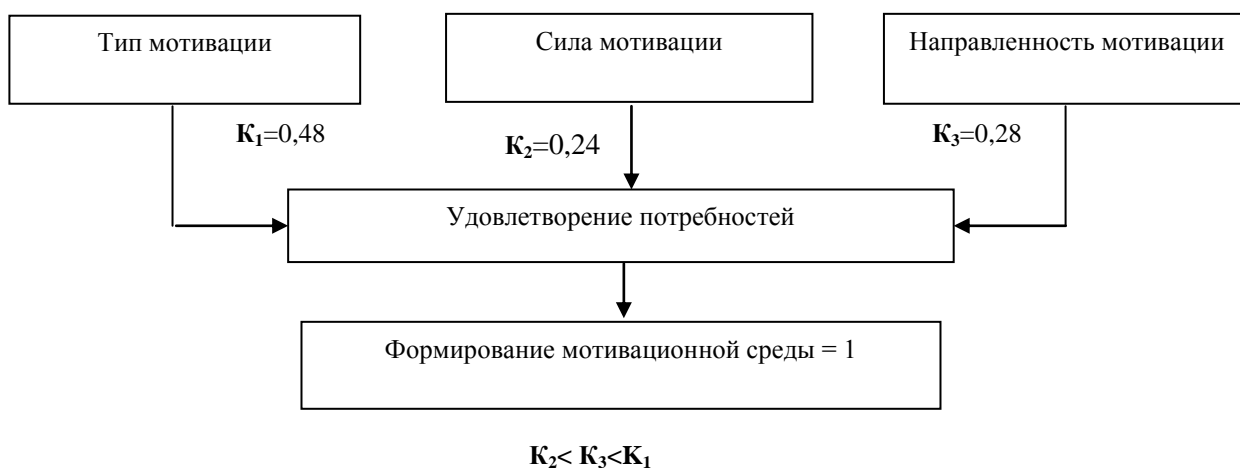 Тип мотивации
Сила мотивации
Направленность мотивации
К₁=0,48
К₂=0,24
К₃=0,28
Удовлетворение потребностей
Формирование мотивационной среды = 1
К₂< К₃<К₁